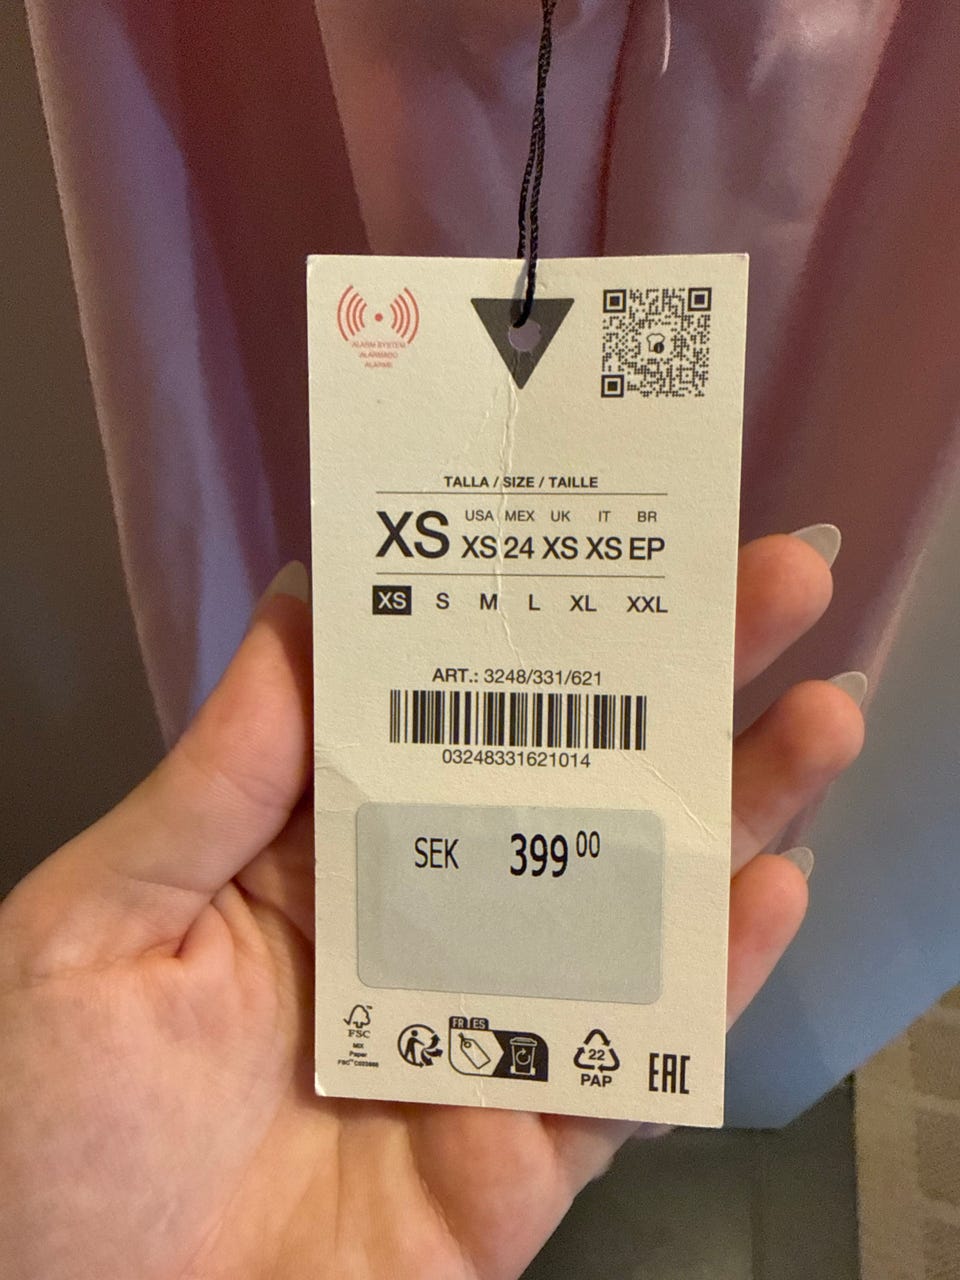 ALARM SYSTEM
ALARMADO
ALARME
TALLA / SIZE / TAILLE
XS
USA MEX UK IT BR
XS 24 XS XS EP
XS S M L XL XXL
ART.: 3248/331/621
03248331621014
SEK 399 00
FR ES
FSC
MIX
Paper
22
PAP
EAC